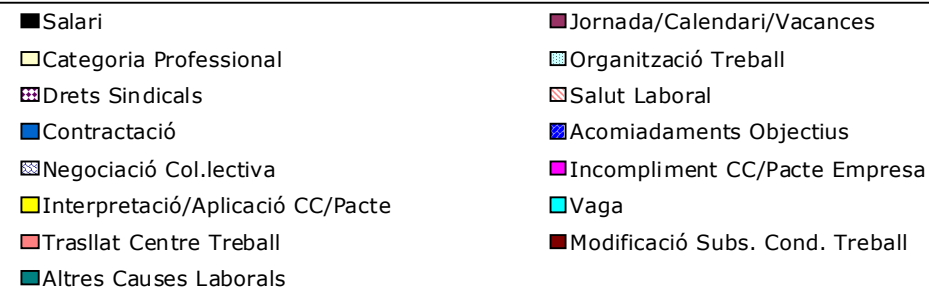 Salari Jornada/Calendari/Vacances
Categoria Professional Organització Treball
Drets Sindicals Salut Laboral
Contractació Acomiadaments Objectius
Negociació Col.lectiva Incompliment CC/Pacte Empresa
Interpretació/Aplicació CC/Pacte Vaga
Trasllat Centre Treball Modificació Subs. Cond. Treball
Altres Causes Laborals